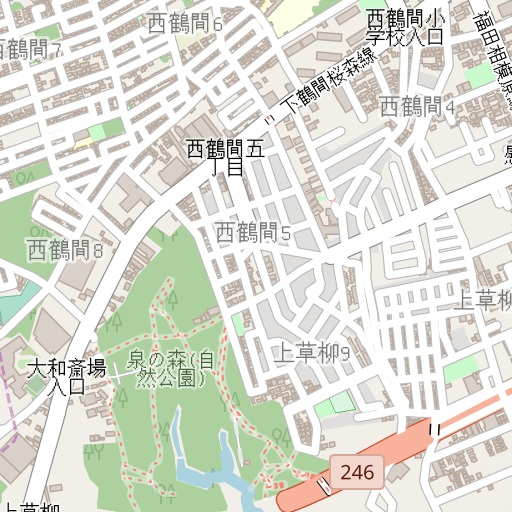 西鶴間6
西鶴間小
学校入口
福田相模原線
西鶴間7
下鶴間桜森線
西鶴間4
西鶴間五
丁目
西鶴間5
西鶴間8
上草柳
上草柳9
泉の森(自
然公園)
大和斎場
入口
246
上草柳